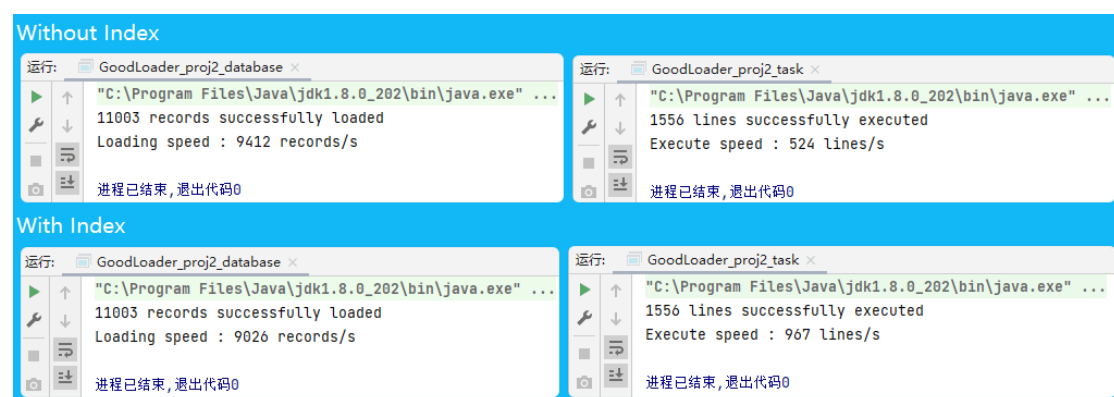 Without Index
运行: GoodLoader_proj2_database ×
"C:\Program Files\Java\jdk1.8.0_202\bin\java.exe" ...
11003 records successfully loaded
Loading speed : 9412 records/s
进程已结束,退出代码0
运行: GoodLoader_proj2_task ×
"C:\Program Files\Java\jdk1.8.0_202\bin\java.exe" ...
1556 lines successfully executed
Execute speed : 524 lines/s
进程已结束,退出代码0
With Index
运行: GoodLoader_proj2_database ×
"C:\Program Files\Java\jdk1.8.0_202\bin\java.exe" ...
11003 records successfully loaded
Loading speed : 9026 records/s
进程已结束,退出代码0
运行: GoodLoader_proj2_task ×
"C:\Program Files\Java\jdk1.8.0_202\bin\java.exe" ...
1556 lines successfully executed
Execute speed : 967 lines/s
进程已结束,退出代码0